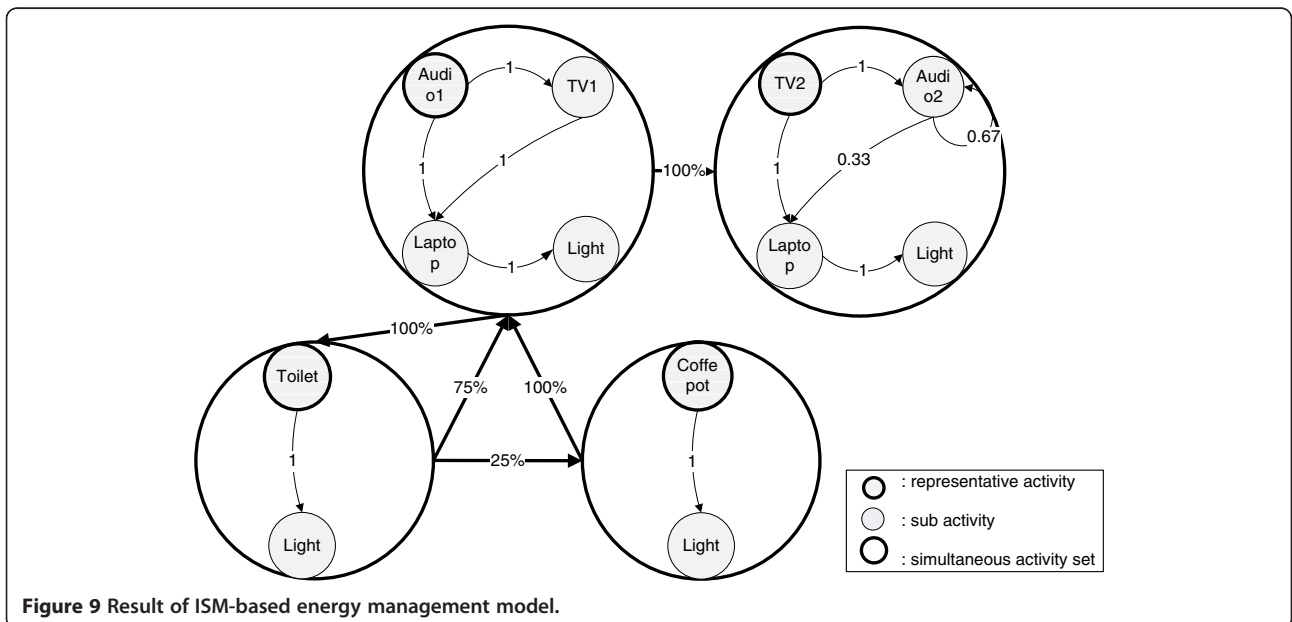 Audi
o1
1
TV1
1
1
Lapto
p
1
Light
100%
TV2
1
Audi
o2
0.67
0.33
1
Lapto
p
1
Light
100%
75%
100%
25%
Toilet
1
Light
Coffe
pot
1
Light
: representative activity
: sub activity
: simultaneous activity set
Figure 9 Result of ISM-based energy management model.